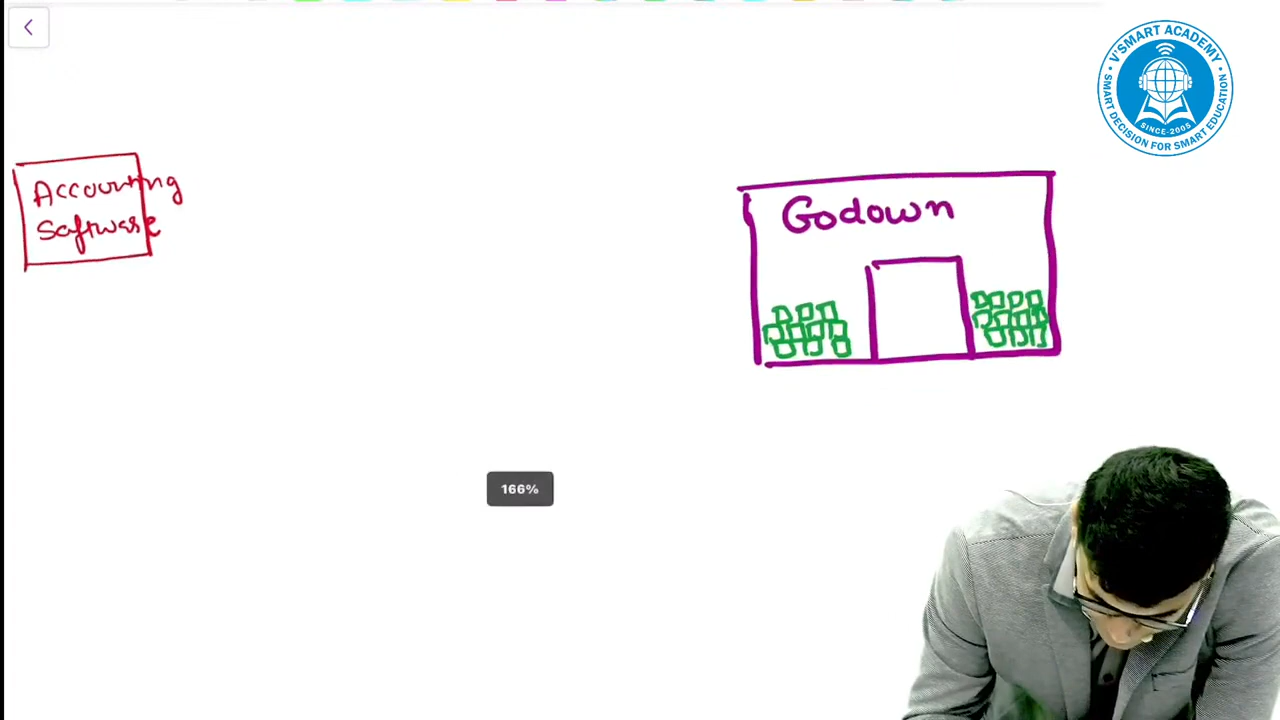 V'SMART ACADEMY
SMART DECISION FOR SMART EDUCATION
SINCE-2005
Accounting
Software
Godown
166%